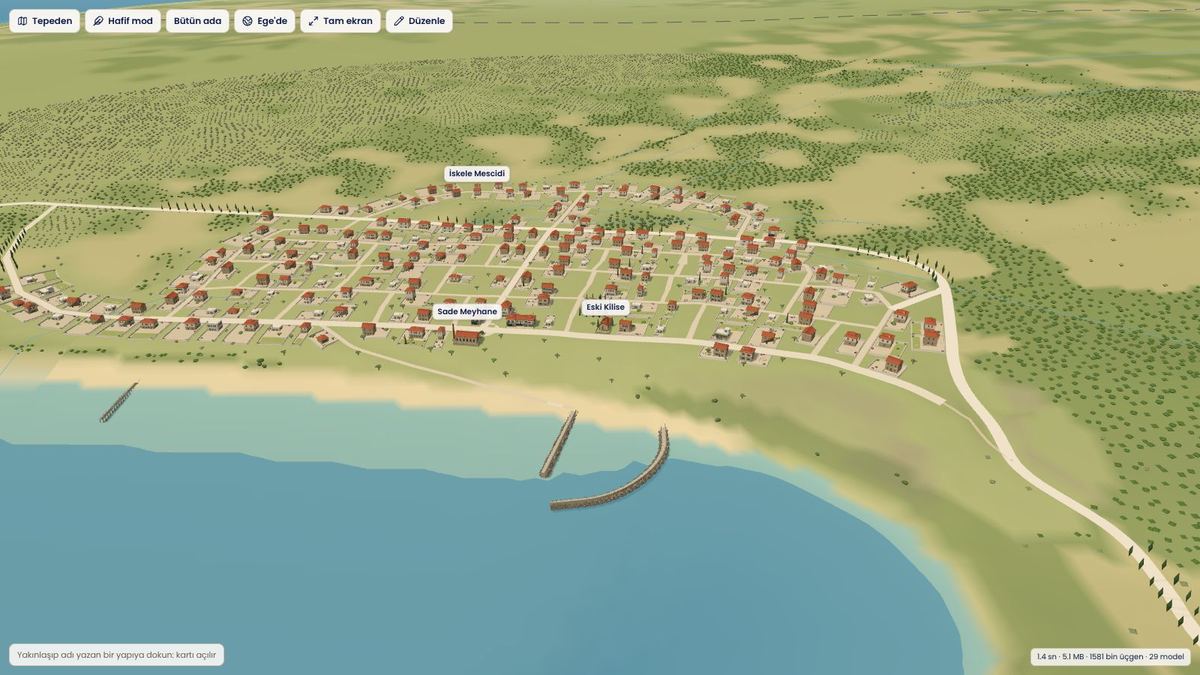 Tepeden
Hafif mod
Bütün ada
Ege'de
Tam ekran
Düzenle
İskele Mescidi
Sade Meyhane
Eski Kilise
Yakınlaşıp adı yazan bir yapıya dokun: kartı açılır
1.4 sn · 5.1 MB · 1581 bin üçgen · 29 model